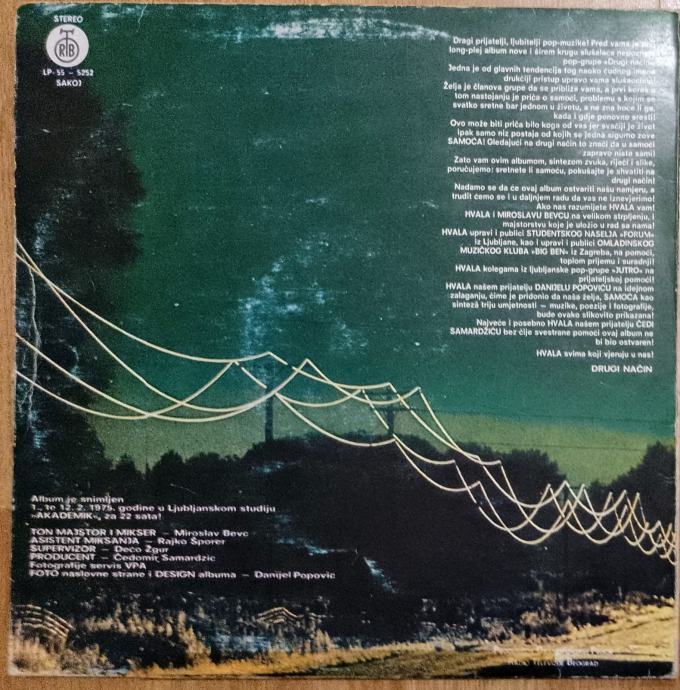 STEREO
RTB
LP-55 - 5252
SAKOJ
Dragi prijatelji, ljubitelji pop-muzike! Pred vama je
long-plej album nove i širem krugu slušalaca
pop-grupe »Drugi način«
Jedna je od glavnih tendencija tog naoko čudnog imena
drukčiji pristup upravo vama slušaocima!
Želja je članova grupe da se približe vama, a prvi korak u
tom nastojanju je priča o samoći, problemu s kojim se
svatko sretne bar jednom u životu, a ne zna hoće li ga,
kada i gdje ponovno sresti!
Ovo može biti priča bilo koga od vas jer svačiji je život
ipak samo niz postaja od kojih se jedna sigurno zove
SAMOĆA! Gledajući na drugi način to znači da u samoći
zapravo niste sami!
Zato vam ovim albumom, sintezom zvuka, riječi i slike,
poručujemo: sretnete li samoću, pokušajte je shvatiti na
drugi način!
Nadamo se da će ovaj album ostvariti našu namjeru, a
trudit ćemo se i u daljnjem radu da vas ne iznevjerimo!
Ako nas razumijete HVALA vam!
HVALA i MIROSLAVU BEVCU na velikom strpljenju, i
majstorstvu koje je uložio u rad sa nama!
HVALA upravi i publici STUDENTSKOG NASELJA »FORUM«
iz Ljubljane, kao i upravi i publici OMLADINSKOG
MUZIČKOG KLUBA »BIG BEN« iz Zagreba, na pomoći,
toplom prijemu i suradnji!
HVALA kolegama iz ljubljanske pop-grupe »JUTRO« na
prijateljskoj pomoći!
HVALA našem prijatelju DANIJELU POPOVIĆU na idejnom
zalaganju, čime je pridonio da naša želja, SAMOĆA kao
sinteza triju umjetnosti – muzike, poezije i fotografije,
bude ovako slikovito prikazana!
Najveće i posebno HVALA našem prijatelju ČEDI
SAMARDŽIĆU bez čije svestrane pomoći ovaj album ne
bi bio ostvaren!
HVALA svima koji vjeruju u nas!
DRUGI NAČIN
Album je snimljen
1., te 12. 2. 1975. godine u Ljubljanskom studiju
»AKADEMIK«, za 22 sata!
TON MAJSTOR I MIKSER – Miroslav Bevc
ASISTENT MIKSANJA – Rajko Šporer
SUPERVIZOR – Dečo Žgur
PRODUCENT – Čedomir Samardzic
Fotografije servis VPA
FOTO naslovne strane i DESIGN albuma – Danijel Popovic
TELEVIZIJE BEOGRAD